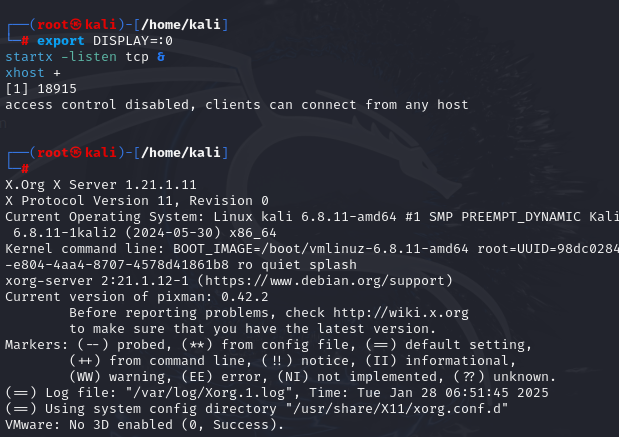 ┌──(root㉿kali)-[/home/kali]
└─# export DISPLAY=:0
startx -listen tcp &
xhost +
[1] 18915
access control disabled, clients can connect from any host
┌──(root㉿kali)-[/home/kali]
└─#
X.Org X Server 1.21.1.11
X Protocol Version 11, Revision 0
Current Operating System: Linux kali 6.8.11-amd64 #1 SMP PREEMPT_DYNAMIC Kali
6.8.11-1kali2 (2024-05-30) x86_64
Kernel command line: BOOT_IMAGE=/boot/vmlinuz-6.8.11-amd64 root=UUID=98dc0284
-e804-4aa4-8707-4578d41861b8 ro quiet splash
xorg-server 2:21.1.12-1 (https://www.debian.org/support)
Current version of pixman: 0.42.2
Before reporting problems, check http://wiki.x.org
to make sure that you have the latest version.
Markers: (--) probed, (**) from config file, (==) default setting,
(++) from command line, (!!) notice, (II) informational,
(WW) warning, (EE) error, (NI) not implemented, (??) unknown.
(==) Log file: "/var/log/Xorg.1.log", Time: Tue Jan 28 06:51:45 2025
(==) Using system config directory "/usr/share/X11/xorg.conf.d"
VMware: No 3D enabled (0, Success).